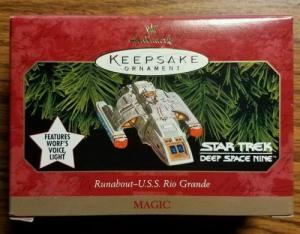 Hallmark
KEEPSAKE
ORNAMENT
FEATURES
WORF'S
VOICE,
LIGHT
STAR TREK
DEEP SPACE NINE
Runabout–U.S.S. Rio Grande
MAGIC